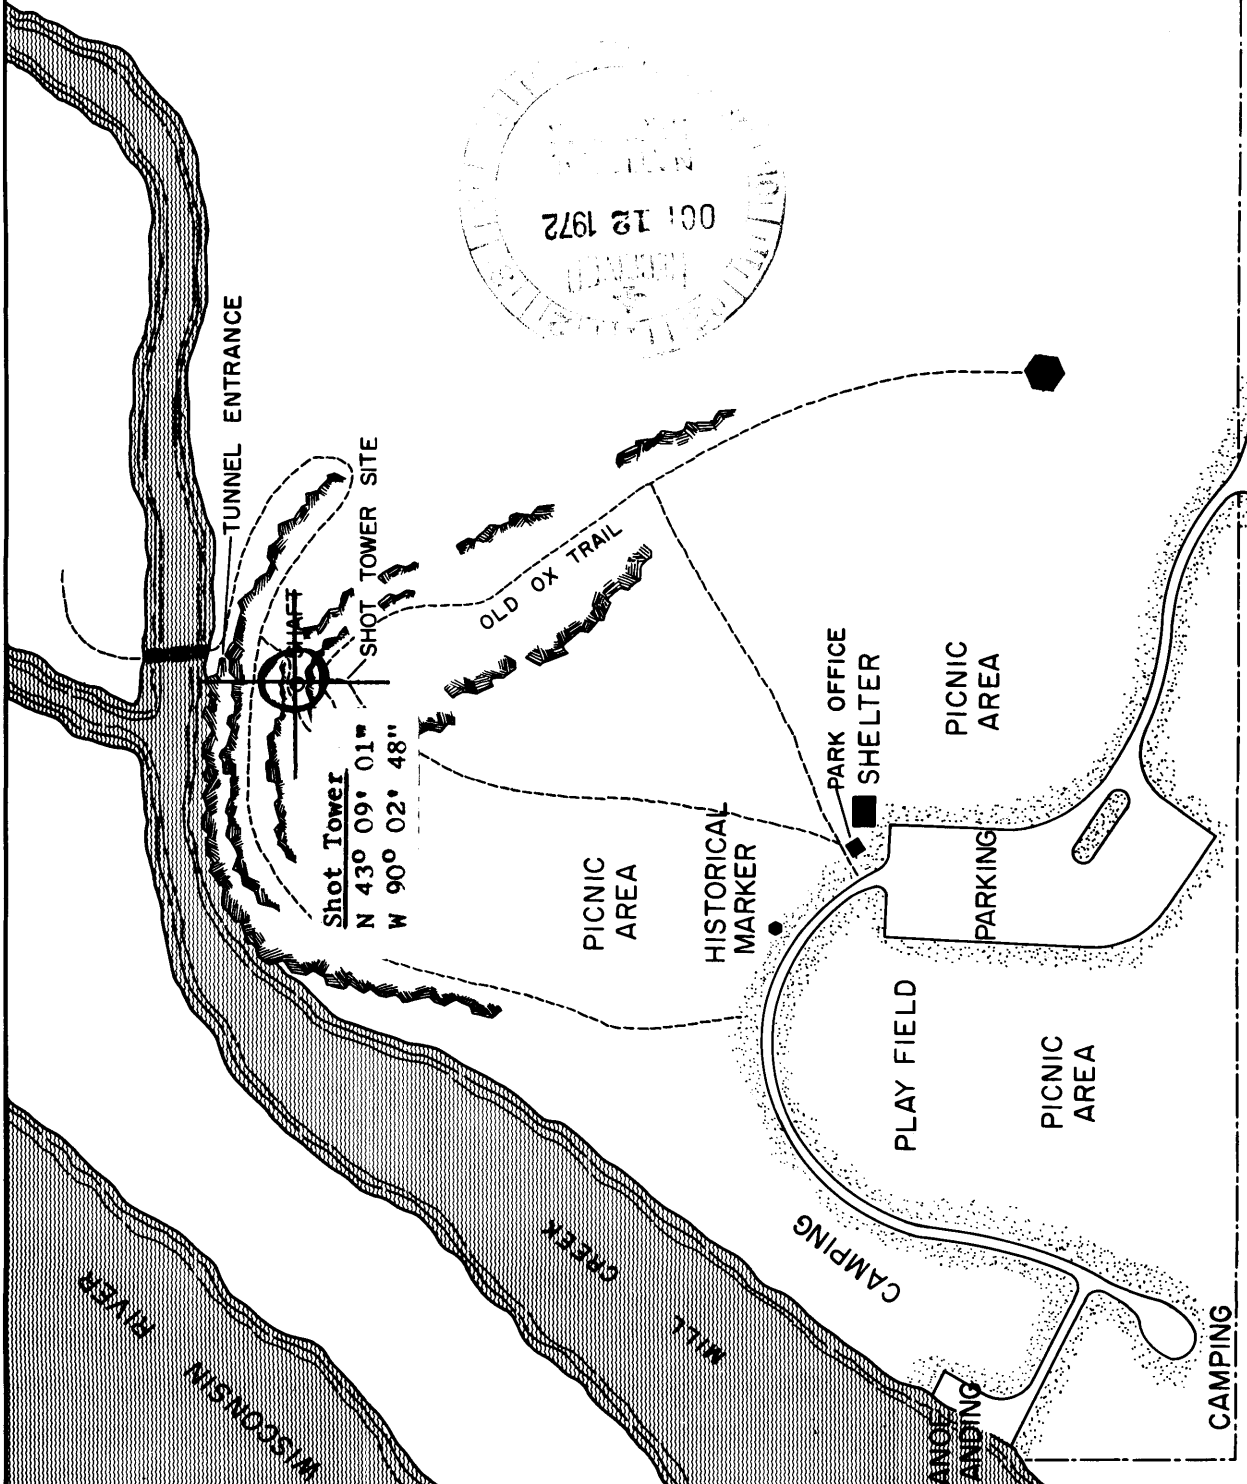 TUNNEL ENTRANCE
SHAFT
SHOT TOWER SITE
Shot Tower
N 43° 09' 01"
W 90° 02' 48"
OLD OX TRAIL
OCT 12 1972
PICNIC
AREA
HISTORICAL
MARKER
PARK OFFICE
SHELTER
PICNIC
AREA
PARKING
PLAY FIELD
PICNIC
AREA
CAMPING
CAMPING
ANOE
ANDING
MILL CREEK
WISCONSIN RIVER